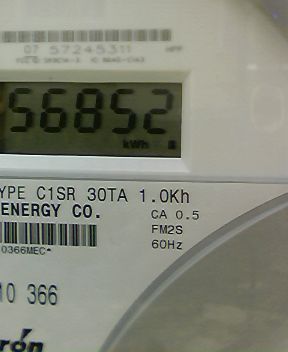 07 57245311
56852
kWh
YPE C1SR 30TA 1.0Kh
ENERGY CO. CA 0.5
FM2S
60Hz
0366MEC*
10 366
rón